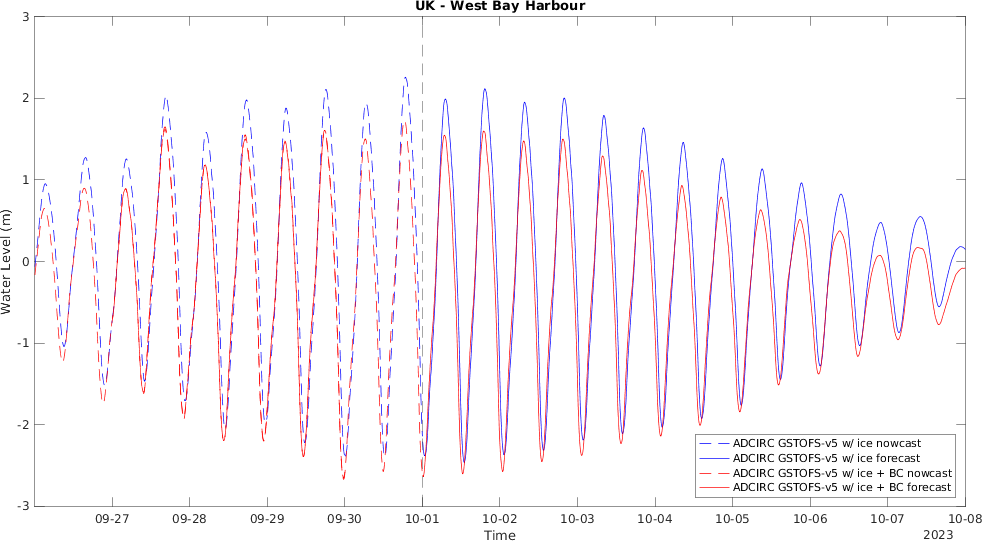 UK - West Bay Harbour
3
2
1
0
-1
-2
-3
Water Level (m)
ADCIRC GSTOFS-v5 w/ ice nowcast
ADCIRC GSTOFS-v5 w/ ice forecast
ADCIRC GSTOFS-v5 w/ ice + BC nowcast
ADCIRC GSTOFS-v5 w/ ice + BC forecast
09-27 09-28 09-29 09-30 10-01 10-02 10-03 10-04 10-05 10-06 10-07 10-08
Time
2023